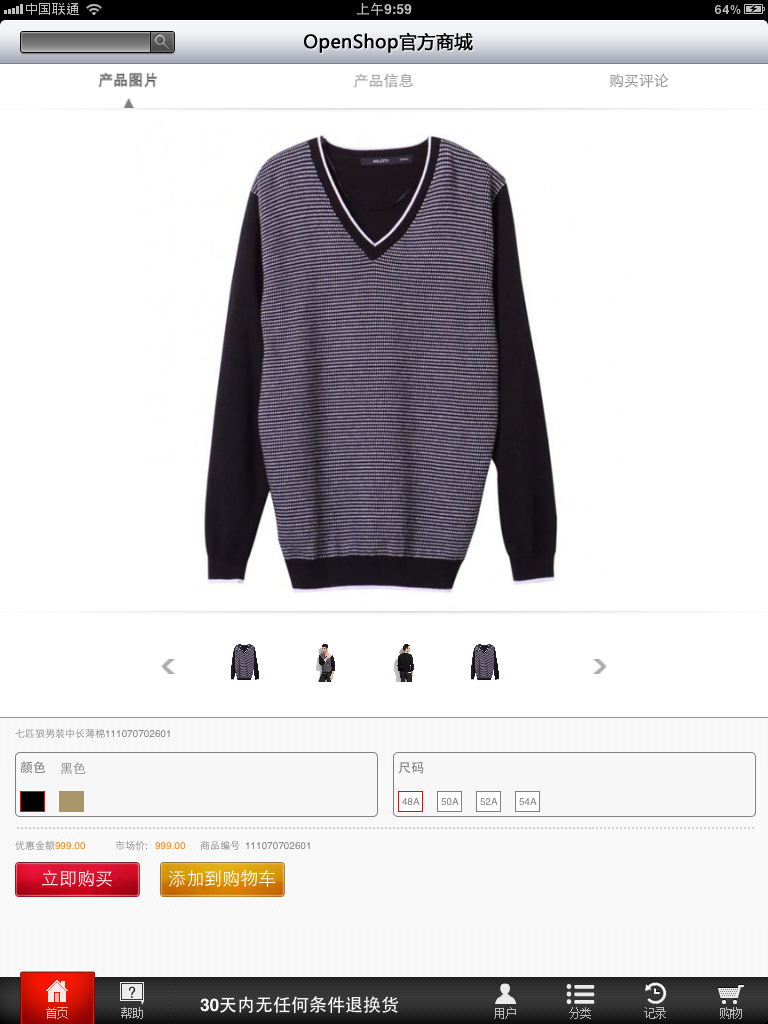 中国联通 上午9:59 64%
OpenShop官方商城
产品图片 产品信息 购买评论
七匹狼男装中长薄棉111070702601
颜色 黑色
尺码
48A 50A 52A 54A
优惠金额999.00 市场价: 999.00 商品编号 111070702601
立即购买 添加到购物车
首页 帮助 30天内无任何条件退换货 用户 分类 记录 购物